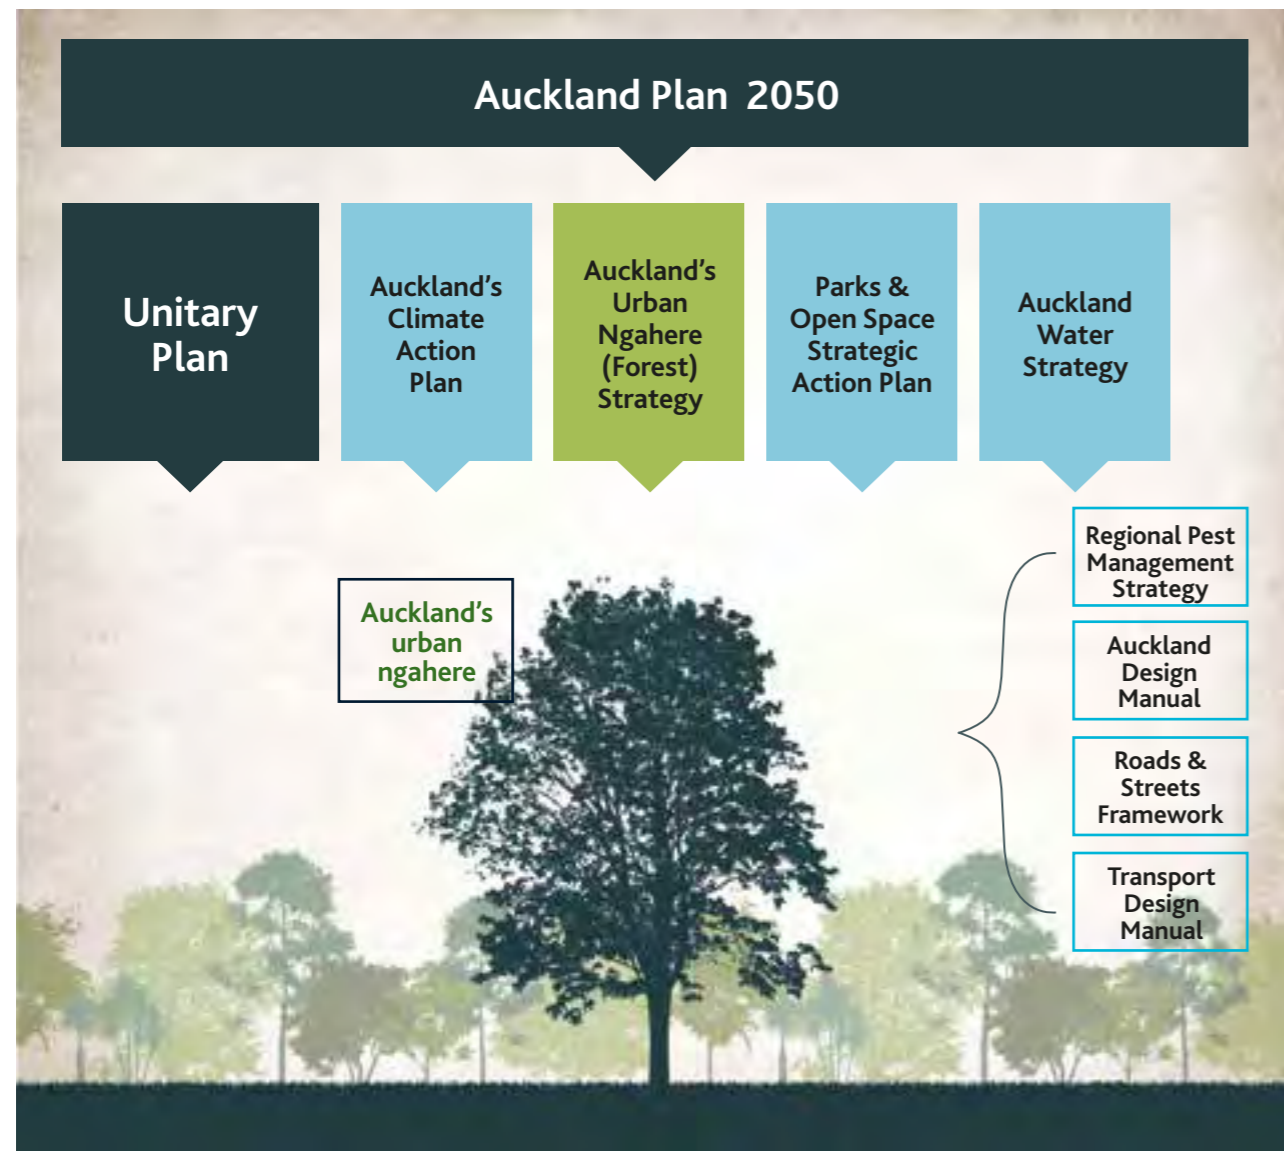 Auckland Plan 2050
Unitary
Plan
Auckland's
Climate
Action
Plan
Auckland's
Urban
Ngahere
(Forest)
Strategy
Parks &
Open Space
Strategic
Action Plan
Auckland
Water
Strategy
Auckland's
urban
ngahere
Regional Pest
Management
Strategy
Auckland
Design
Manual
Roads &
Streets
Framework
Transport
Design
Manual